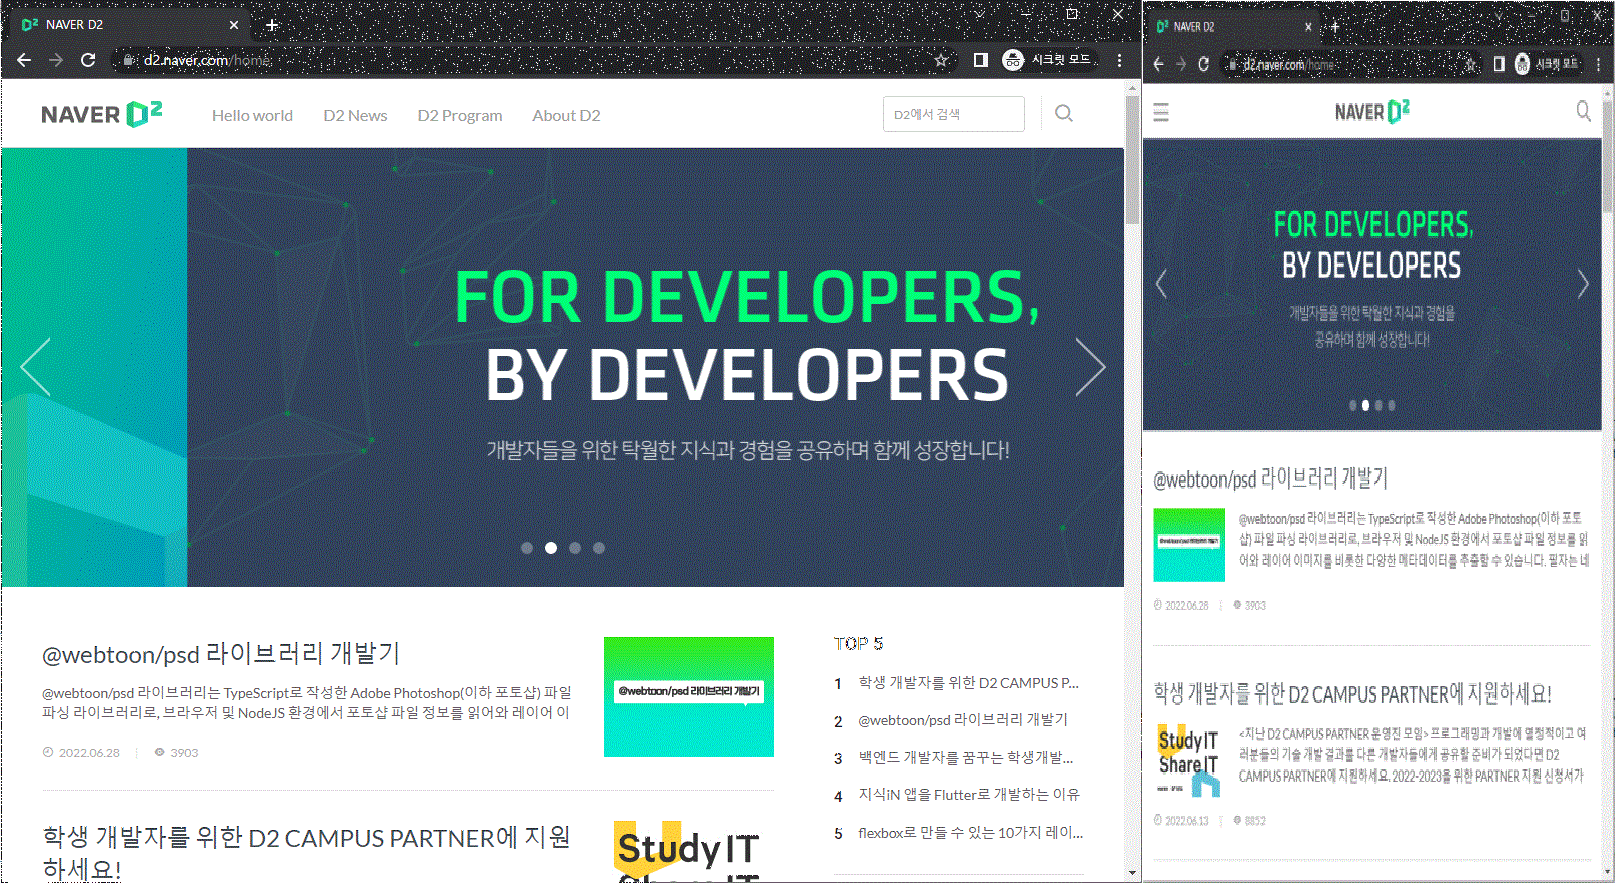 NAVER D2
d2.naver.com/home
시크릿 모드
NAVER D2
Hello world
D2 News
D2 Program
About D2
D2에서 검색
FOR DEVELOPERS,
BY DEVELOPERS
개발자들을 위한 탁월한 지식과 경험을 공유하며 함께 성장합니다!
@webtoon/psd 라이브러리 개발기
@webtoon/psd 라이브러리는 TypeScript로 작성한 Adobe Photoshop(이하 포토샵) 파일
파싱 라이브러리로, 브라우저 및 NodeJS 환경에서 포토샵 파일 정보를 읽어와 레이어 이
2022.06.28
3903
@webtoon/psd 라이브러리 개발기
학생 개발자를 위한 D2 CAMPUS PARTNER에 지원
하세요!
StudyIT
ShareIT
TOP 5
1 학생 개발자를 위한 D2 CAMPUS P...
2 @webtoon/psd 라이브러리 개발기
3 백엔드 개발자를 꿈꾸는 학생개발...
4 지식iN 앱을 Flutter로 개발하는 이유
5 flexbox로 만들 수 있는 10가지 레이...
NAVER D2
d2.naver.com/home
시크릿 모드
NAVER D2
FOR DEVELOPERS,
BY DEVELOPERS
개발자들을 위한 탁월한 지식과 경험을
공유하며 함께 성장합니다!
@webtoon/psd 라이브러리 개발기
@webtoon/psd 라이브러리 개발기
@webtoon/psd 라이브러리는 TypeScript로 작성한 Adobe Photoshop(이하 포토
샵) 파일 파싱 라이브러리로, 브라우저 및 NodeJS 환경에서 포토샵 파일 정보를 읽
어와 레이어 이미지를 비롯한 다양한 메타데이터를 추출할 수 있습니다. 필자는 네
2022.06.28
3903
학생 개발자를 위한 D2 CAMPUS PARTNER에 지원하세요!
StudyIT
ShareIT
<지난 D2 CAMPUS PARTNER 운영진 모임> 프로그래밍과 개발에 열정적이고 여
러분들의 기술 개발 결과를 다른 개발자들에게 공유할 준비가 되었다면 D2
CAMPUS PARTNER에 지원하세요. 2022-2023를 위한 PARTNER 지원 신청서가
2022.06.13
8852